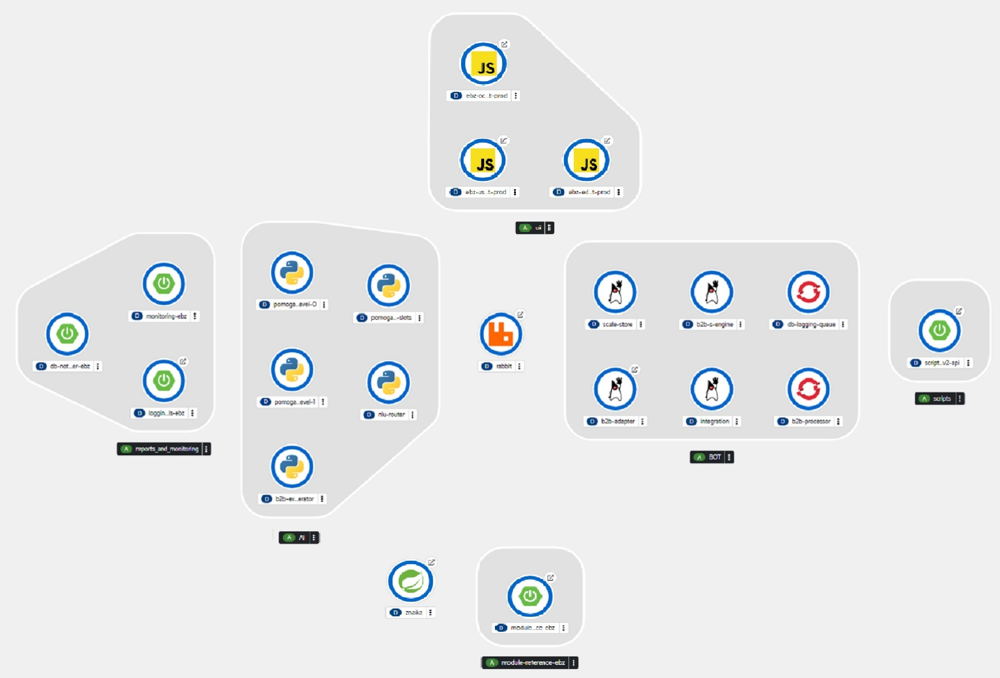 JS
D ebz-cc...t-prod
JS
JS
D ebz-us...t-prod
D ebz-ed...t-prod
A ui
D monitoring-ebz
D db-not...er-ebz
D loggin...ls-ebz
A reports_and_monitoring
D pomoga...evel-0
D pomoga...-slots
D pomoga...evel-1
D nlu-router
D b2b-ex...erator
A AI
D rabbit
D scale-store
D b2b-s-engine
D db-logging-queue
D b2b-adapter
D integration
D b2b-processor
A BOT
D script...v2-api
A scripts
D znaika
D module...ce-ebz
A module-reference-ebz